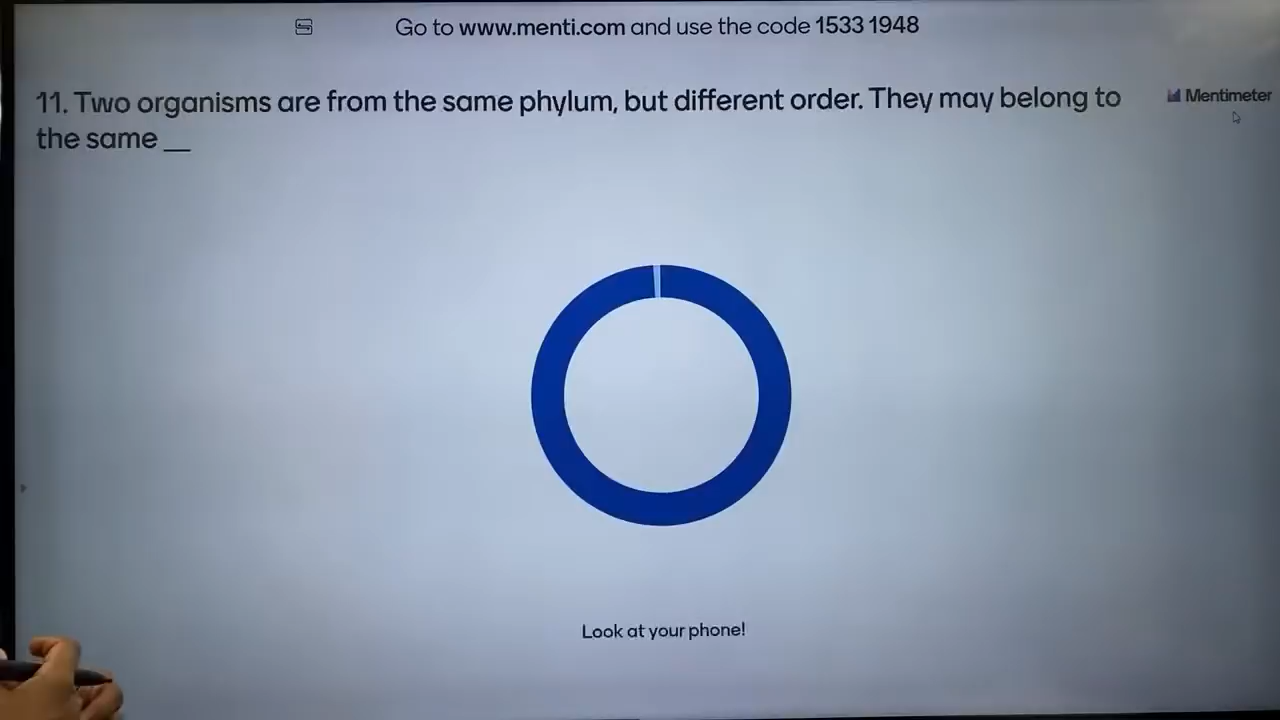 Go to www.menti.com and use the code 1533 1948
11. Two organisms are from the same phylum, but different order. They may belong to
the same __
Mentimeter
Look at your phone!